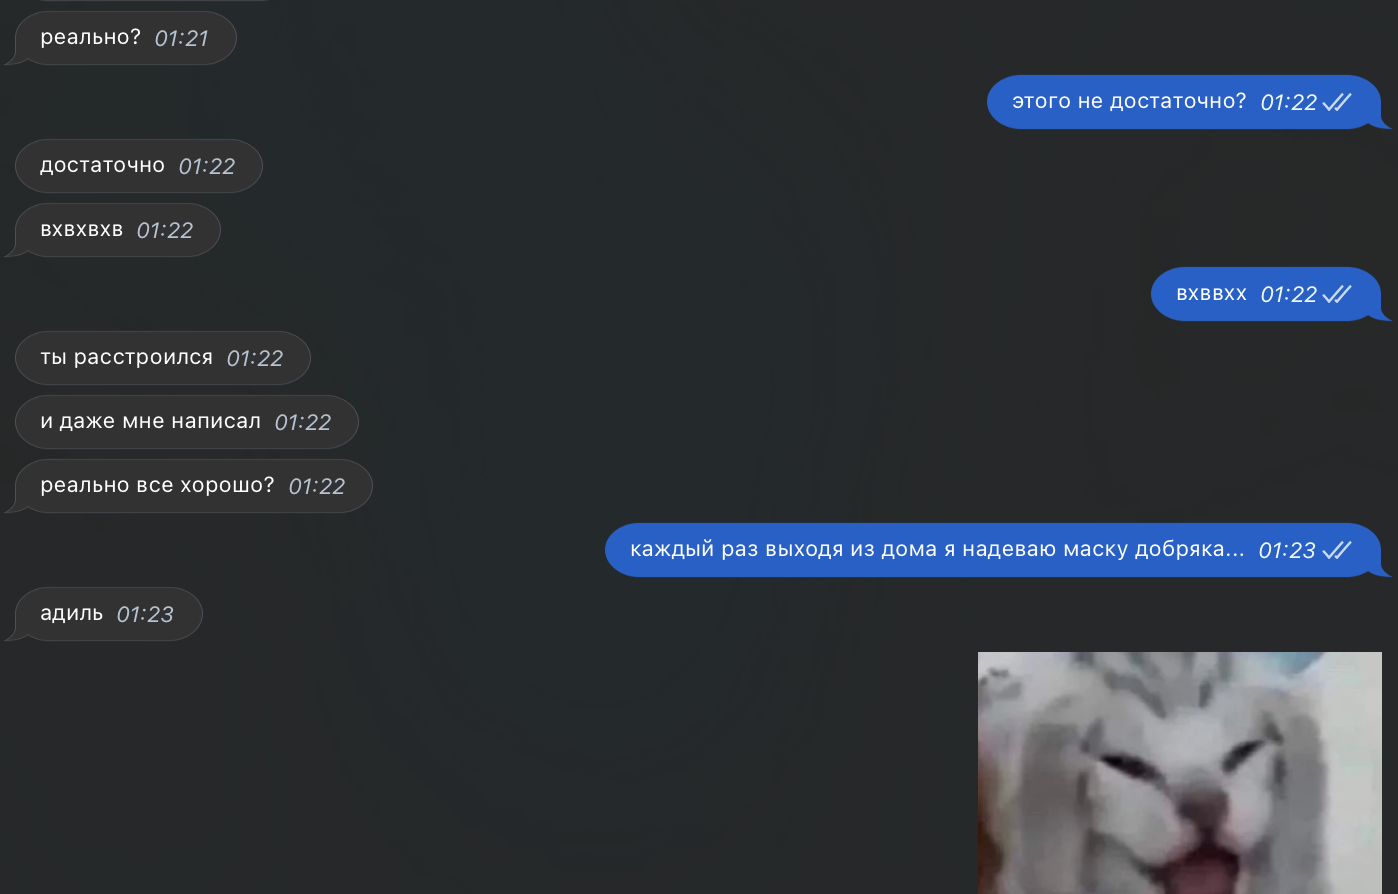 реально? 01:21
этого не достаточно? 01:22
достаточно 01:22
вхвхвхв 01:22
вхввхх 01:22
ты расстроился 01:22
и даже мне написал 01:22
реально все хорошо? 01:22
каждый раз выходя из дома я надеваю маску добряка... 01:23
адиль 01:23